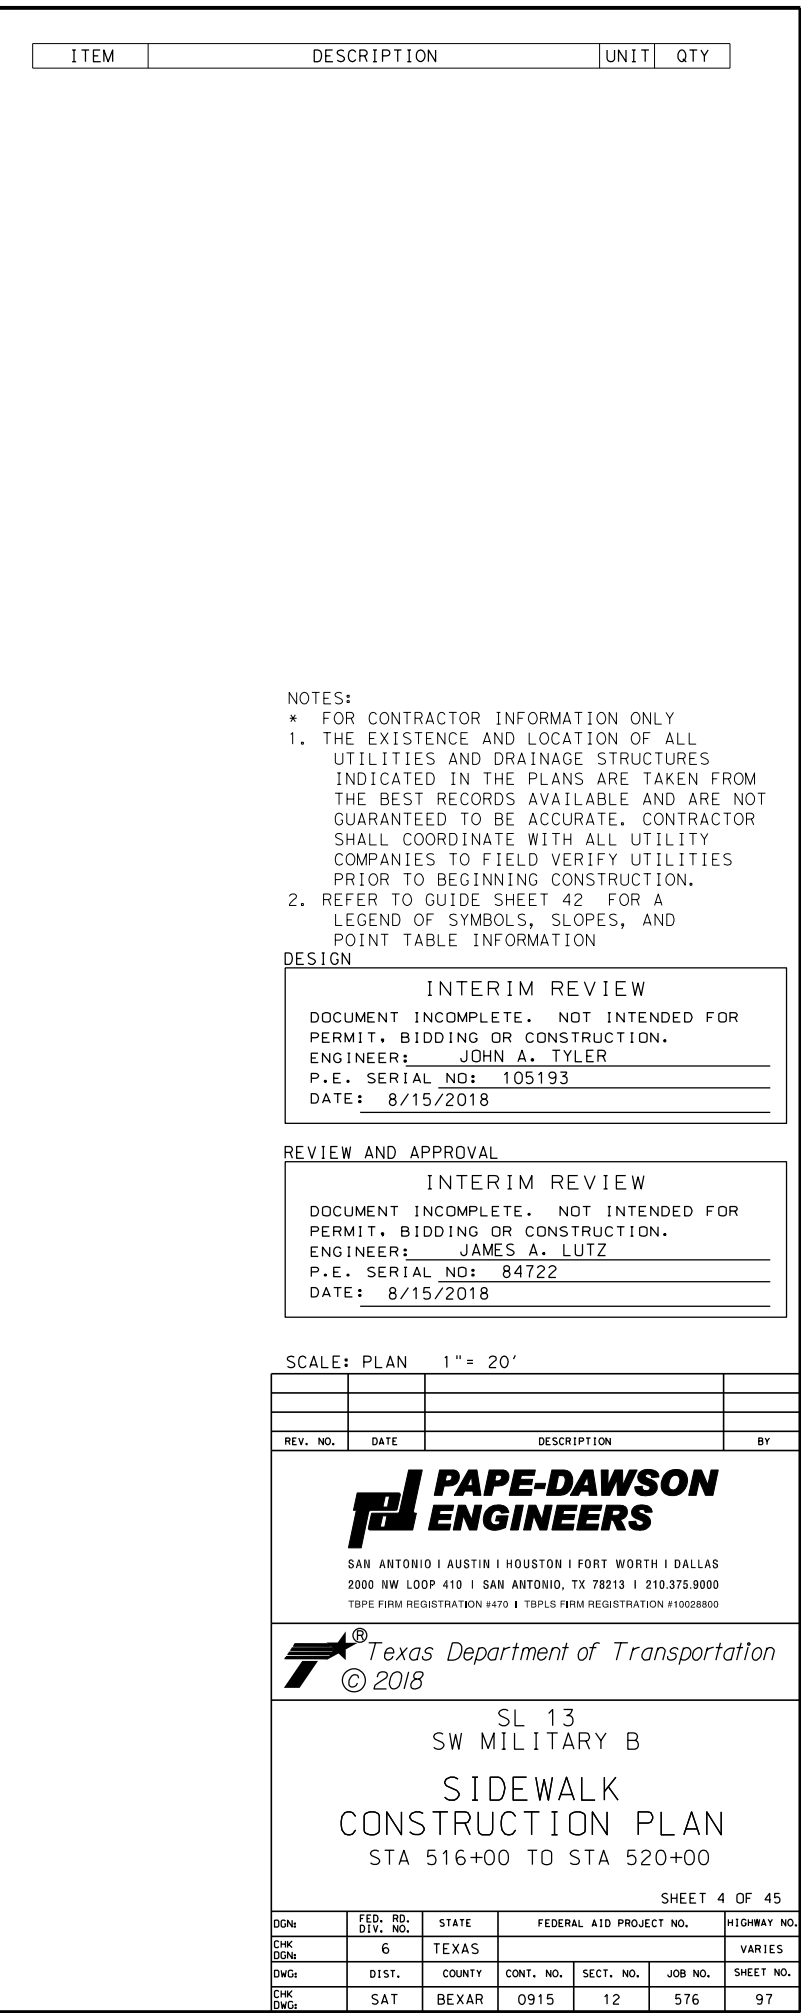 ITEM DESCRIPTION UNIT QTY
NOTES:
* FOR CONTRACTOR INFORMATION ONLY
1. THE EXISTENCE AND LOCATION OF ALL
UTILITIES AND DRAINAGE STRUCTURES
INDICATED IN THE PLANS ARE TAKEN FROM
THE BEST RECORDS AVAILABLE AND ARE NOT
GUARANTEED TO BE ACCURATE. CONTRACTOR
SHALL COORDINATE WITH ALL UTILITY
COMPANIES TO FIELD VERIFY UTILITIES
PRIOR TO BEGINNING CONSTRUCTION.
2. REFER TO GUIDE SHEET 42 FOR A
LEGEND OF SYMBOLS, SLOPES, AND
POINT TABLE INFORMATION
DESIGN
INTERIM REVIEW
DOCUMENT INCOMPLETE. NOT INTENDED FOR
PERMIT, BIDDING OR CONSTRUCTION.
ENGINEER: JOHN A. TYLER
P.E. SERIAL NO: 105193
DATE: 8/15/2018
REVIEW AND APPROVAL
INTERIM REVIEW
DOCUMENT INCOMPLETE. NOT INTENDED FOR
PERMIT, BIDDING OR CONSTRUCTION.
ENGINEER: JAMES A. LUTZ
P.E. SERIAL NO: 84722
DATE: 8/15/2018
SCALE: PLAN 1"= 20'
REV. NO. DATE DESCRIPTION BY
PAPE-DAWSON
ENGINEERS
SAN ANTONIO I AUSTIN I HOUSTON I FORT WORTH I DALLAS
2000 NW LOOP 410 I SAN ANTONIO, TX 78213 I 210.375.9000
TBPE FIRM REGISTRATION #470 I TBPLS FIRM REGISTRATION #10028800
® Texas Department of Transportation
© 2018
SL 13
SW MILITARY B
SIDEWALK
CONSTRUCTION PLAN
STA 516+00 TO STA 520+00
SHEET 4 OF 45
DGN: FED. RD. DIV. NO. STATE FEDERAL AID PROJECT NO. HIGHWAY NO.
CHK DGN: 6 TEXAS VARIES
DWG: DIST. COUNTY CONT. NO. SECT. NO. JOB NO. SHEET NO.
CHK DWG: SAT BEXAR 0915 12 576 97